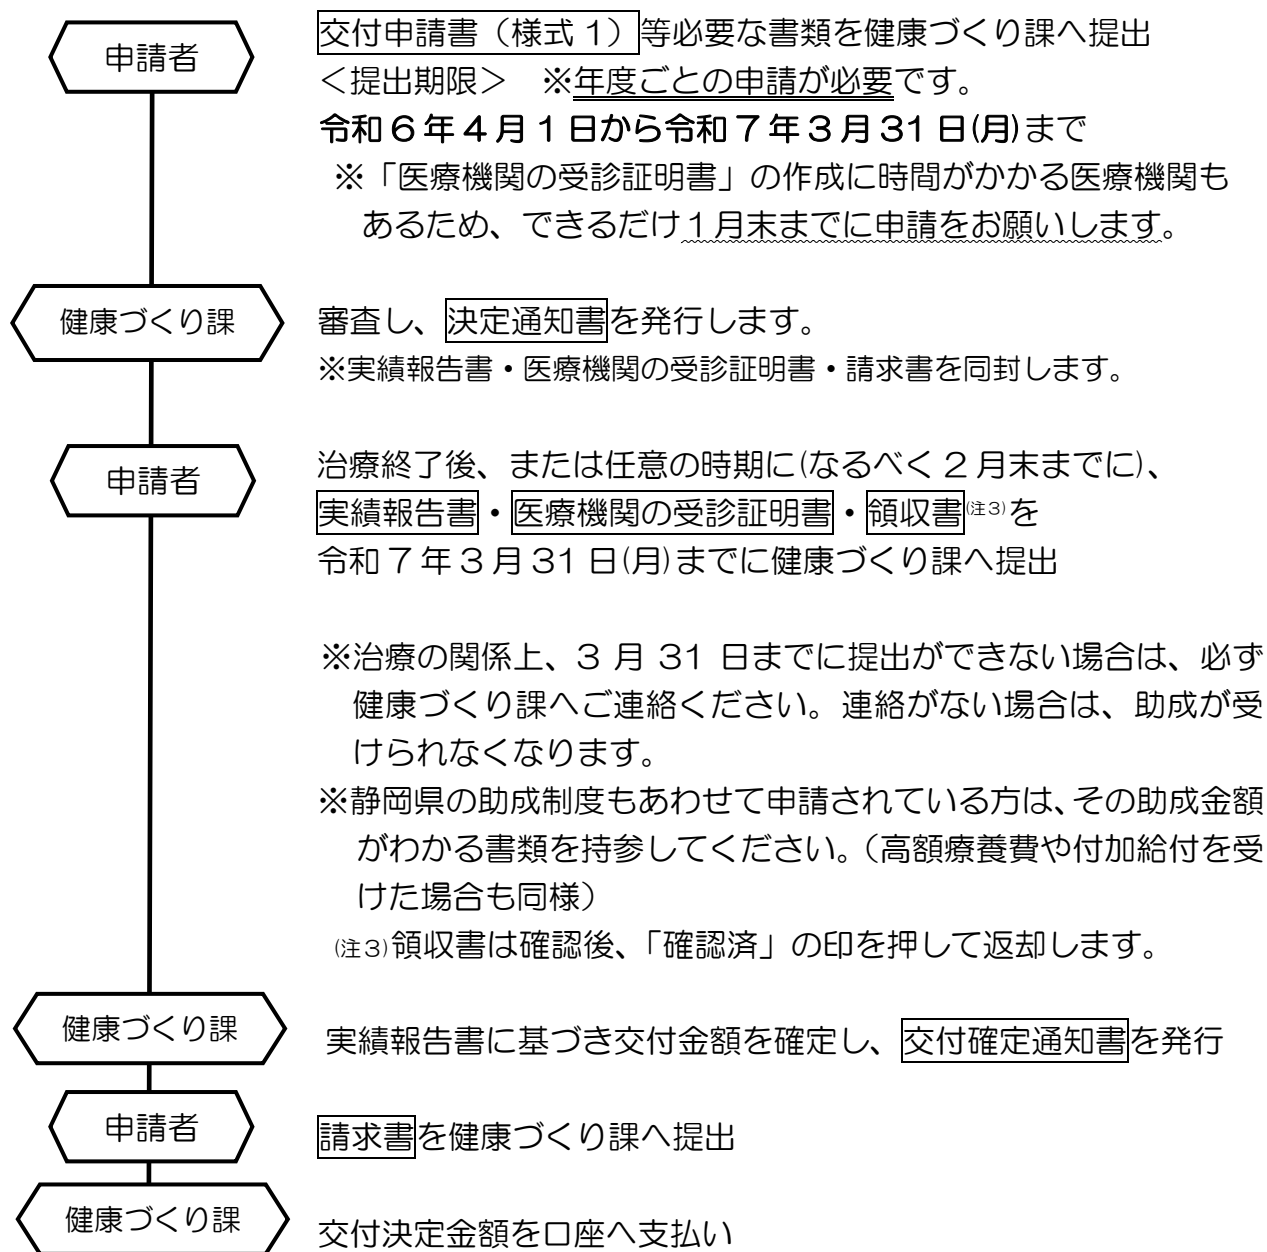 申請者
交付申請書（様式1）等必要な書類を健康づくり課へ提出
＜提出期限＞　※年度ごとの申請が必要です。
令和6年4月1日から令和7年3月31日(月)まで
※「医療機関の受診証明書」の作成に時間がかかる医療機関も
あるため、できるだけ1月末までに申請をお願いします。
健康づくり課
審査し、決定通知書を発行します。
※実績報告書・医療機関の受診証明書・請求書を同封します。
申請者
治療終了後、または任意の時期に(なるべく2月末までに)、
実績報告書・医療機関の受診証明書・領収書(注3)を
令和7年3月31日(月)までに健康づくり課へ提出
※治療の関係上、3月31日までに提出ができない場合は、必ず
健康づくり課へご連絡ください。連絡がない場合は、助成が受
けられなくなります。
※静岡県の助成制度もあわせて申請されている方は、その助成金額
がわかる書類を持参してください。（高額療養費や付加給付を受
けた場合も同様）
(注3)領収書は確認後、「確認済」の印を押して返却します。
健康づくり課
実績報告書に基づき交付金額を確定し、交付確定通知書を発行
申請者
請求書を健康づくり課へ提出
健康づくり課
交付決定金額を口座へ支払い